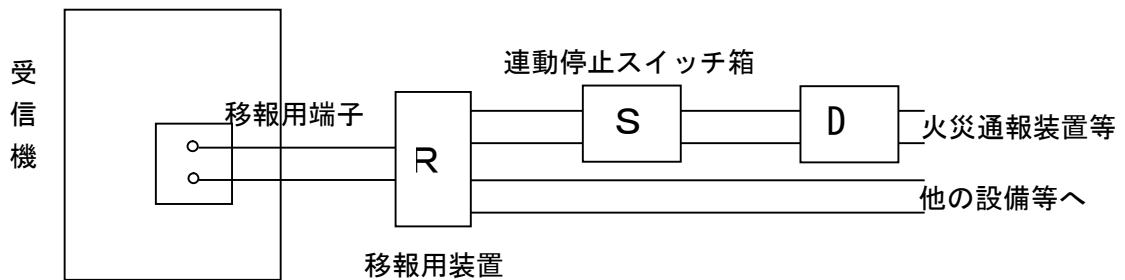 受信機
連動停止スイッチ箱
移報用端子
R
S
D
火災通報装置等
他の設備等へ
移報用装置